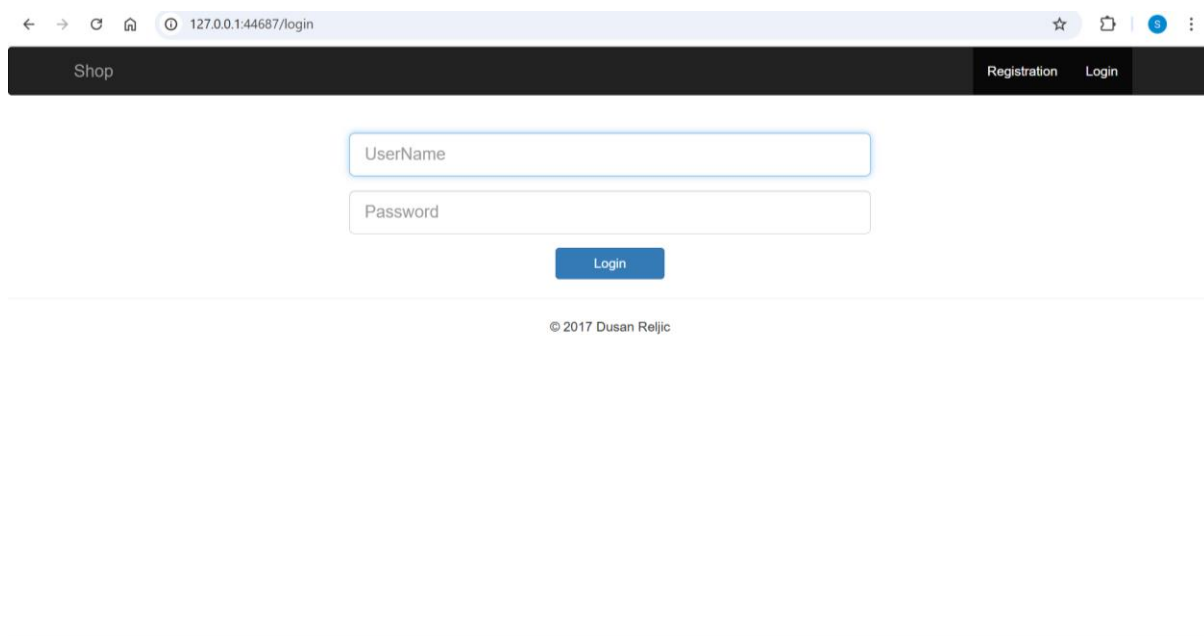 127.0.0.1:44687/login
S
Shop
Registration Login
UserName
Password
Login
© 2017 Dusan Reljic